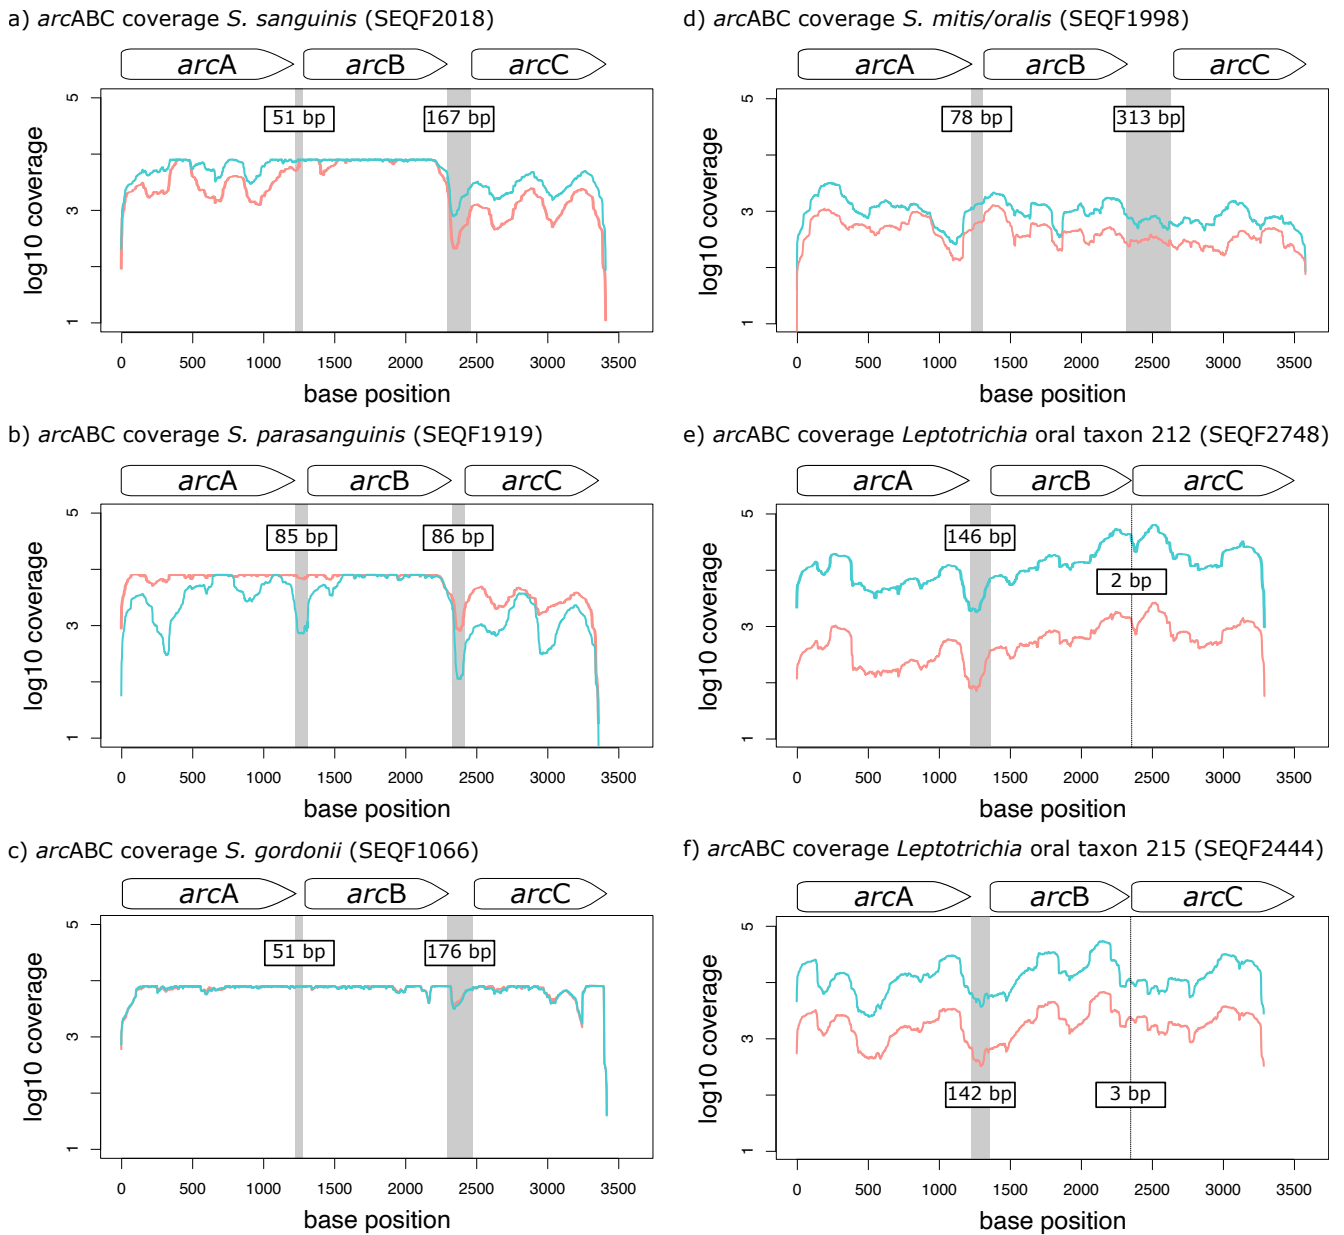 a) arcABC coverage S. sanguinis (SEQF2018)
arcA arcB arcC
51 bp 167 bp
5
3
1
log10 coverage
0 500 1000 1500 2000 2500 3000 3500
base position
b) arcABC coverage S. parasanguinis (SEQF1919)
arcA arcB arcC
85 bp 86 bp
5
3
1
log10 coverage
0 500 1000 1500 2000 2500 3000 3500
base position
c) arcABC coverage S. gordonii (SEQF1066)
arcA arcB arcC
51 bp 176 bp
5
3
1
log10 coverage
0 500 1000 1500 2000 2500 3000 3500
base position
d) arcABC coverage S. mitis/oralis (SEQF1998)
arcA arcB arcC
78 bp 313 bp
5
3
1
log10 coverage
0 500 1000 1500 2000 2500 3000 3500
base position
e) arcABC coverage Leptotrichia oral taxon 212 (SEQF2748)
arcA arcB arcC
146 bp
2 bp
5
3
1
log10 coverage
0 500 1000 1500 2000 2500 3000 3500
base position
f) arcABC coverage Leptotrichia oral taxon 215 (SEQF2444)
arcA arcB arcC
142 bp 3 bp
5
3
1
log10 coverage
0 500 1000 1500 2000 2500 3000 3500
base position